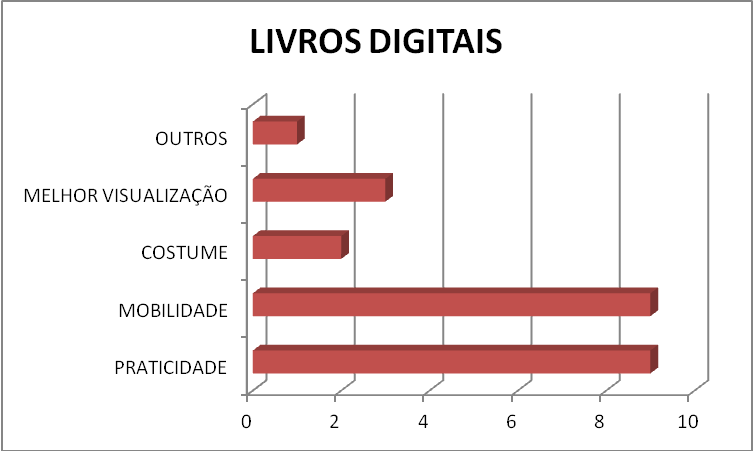 LIVROS DIGITAIS
OUTROS
MELHOR VISUALIZAÇÃO
COSTUME
MOBILIDADE
PRATICIDADE
0 2 4 6 8 10